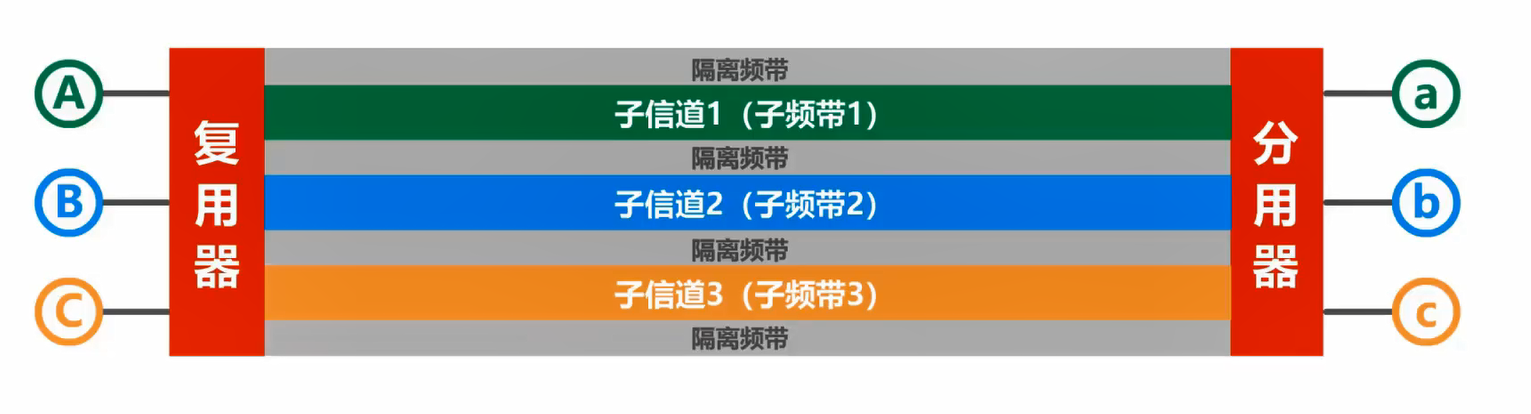 A
B
C
复用器
隔离频带
子信道1（子频带1）
隔离频带
子信道2（子频带2）
隔离频带
子信道3（子频带3）
隔离频带
分用器
a
b
c